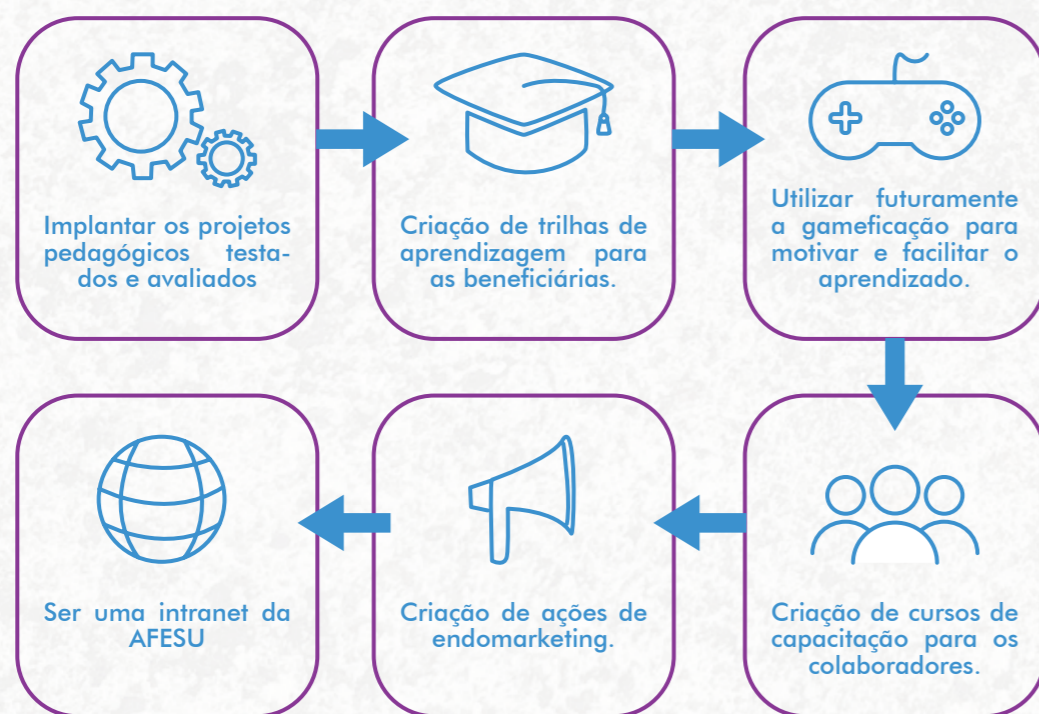 Implantar os projetos
pedagógicos testa-
dos e avaliados
Criação de trilhas de
aprendizagem para
as beneficiárias.
Utilizar futuramente
a gameficação para
motivar e facilitar o
aprendizado.
Criação de cursos de
capacitação para os
colaboradores.
Criação de ações de
endomarketing.
Ser uma intranet da
AFESU